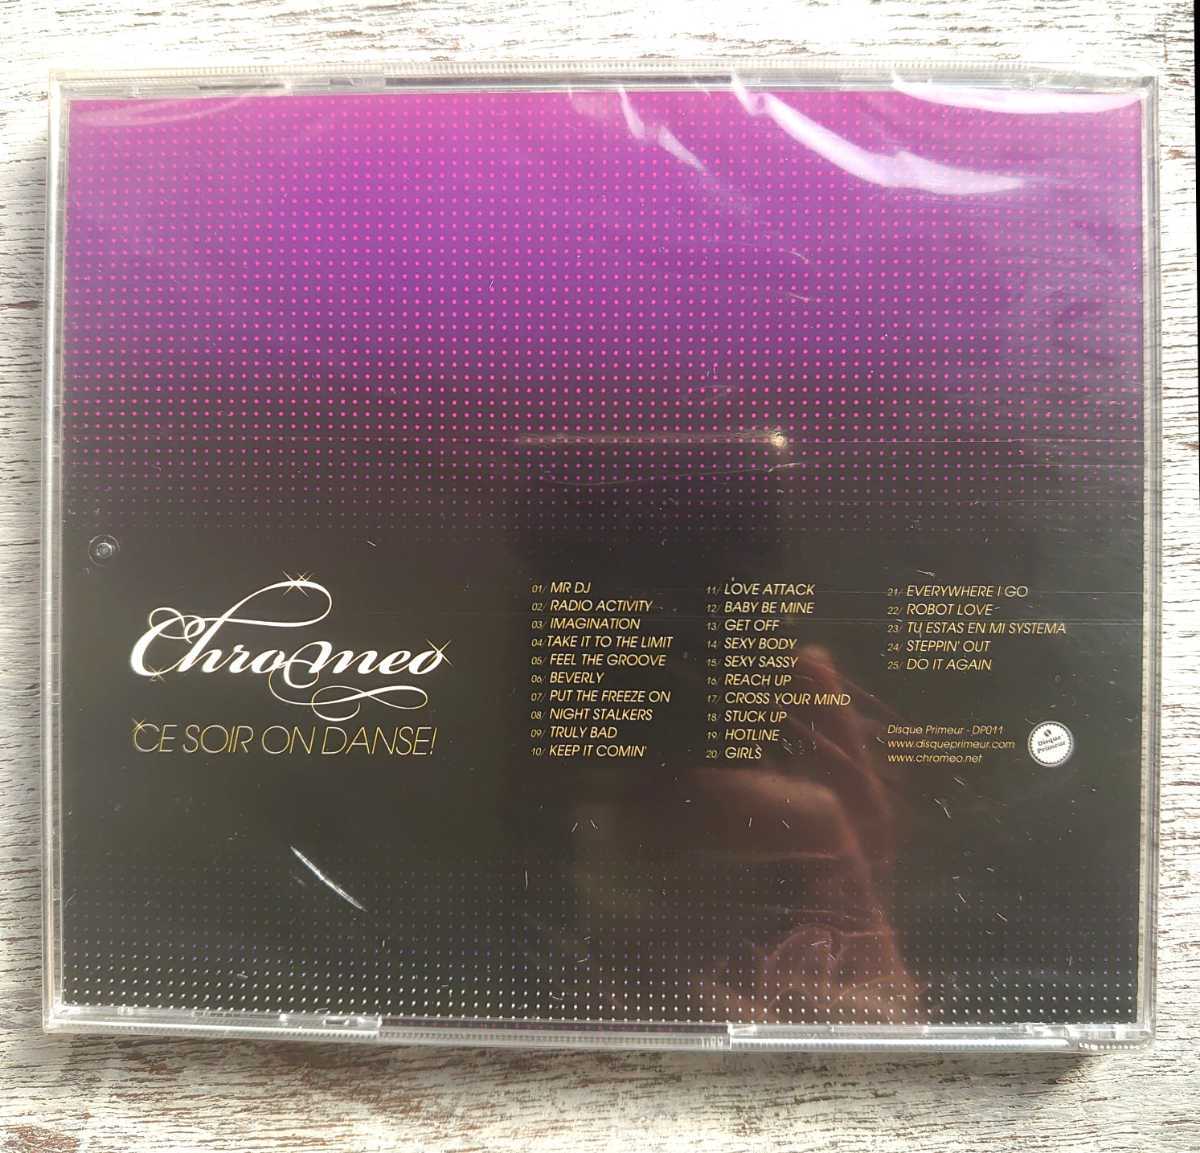 Chromeo
CE SOIR ON DANSE!
01/ MR DJ
02/ RADIO ACTIVITY
03/ IMAGINATION
04/ TAKE IT TO THE LIMIT
05/ FEEL THE GROOVE
06/ BEVERLY
07/ PUT THE FREEZE ON
08/ NIGHT STALKERS
09/ TRULY BAD
10/ KEEP IT COMIN'
11/ LOVE ATTACK
12/ BABY BE MINE
13/ GET OFF
14/ SEXY BODY
15/ SEXY SASSY
16/ REACH UP
17/ CROSS YOUR MIND
18/ STUCK UP
19/ HOTLINE
20/ GIRLS
21/ EVERYWHERE I GO
22/ ROBOT LOVE
23/ TU ESTAS EN MI SYSTEMA
24/ STEPPIN' OUT
25/ DO IT AGAIN
Disque Primeur - DP011
www.disqueprimeur.com
www.chromeo.net
Disque
Primeur